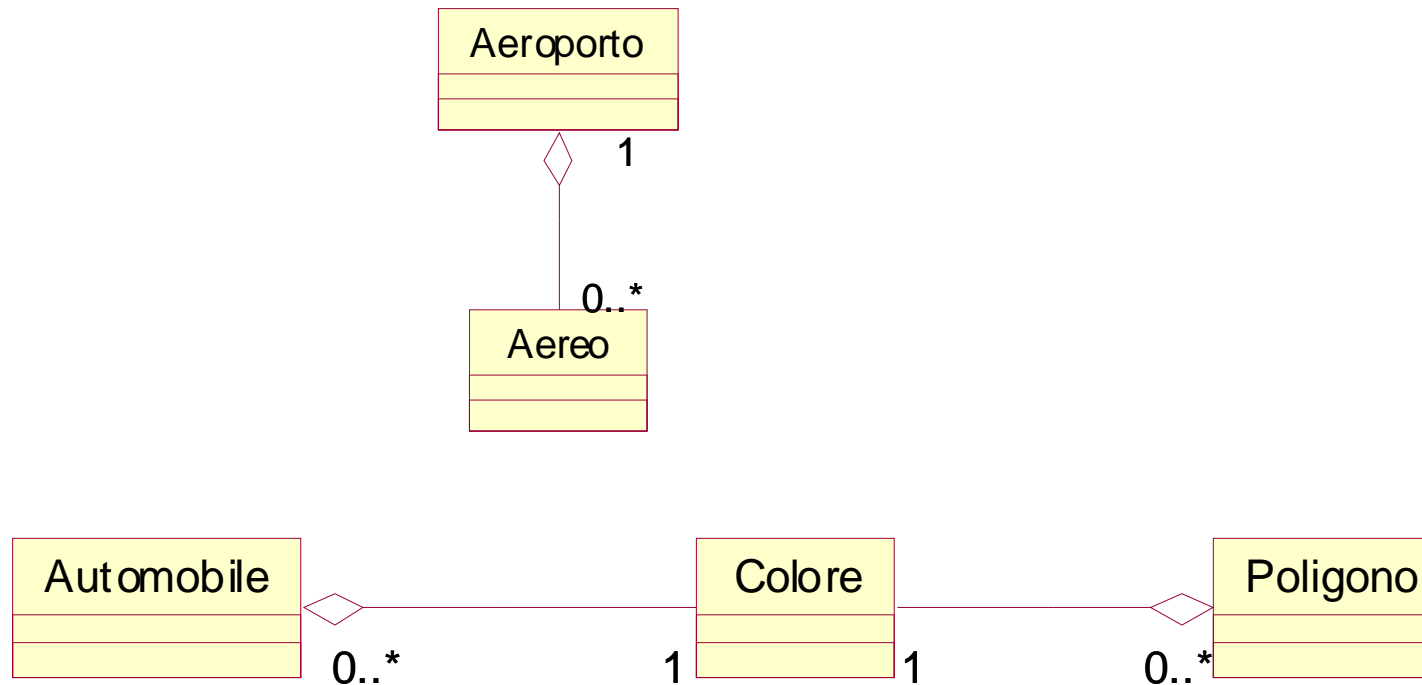 Aeroporto
1
0..*
Aereo
Automobile
Colore
Poligono
0..*
1
1
0..*